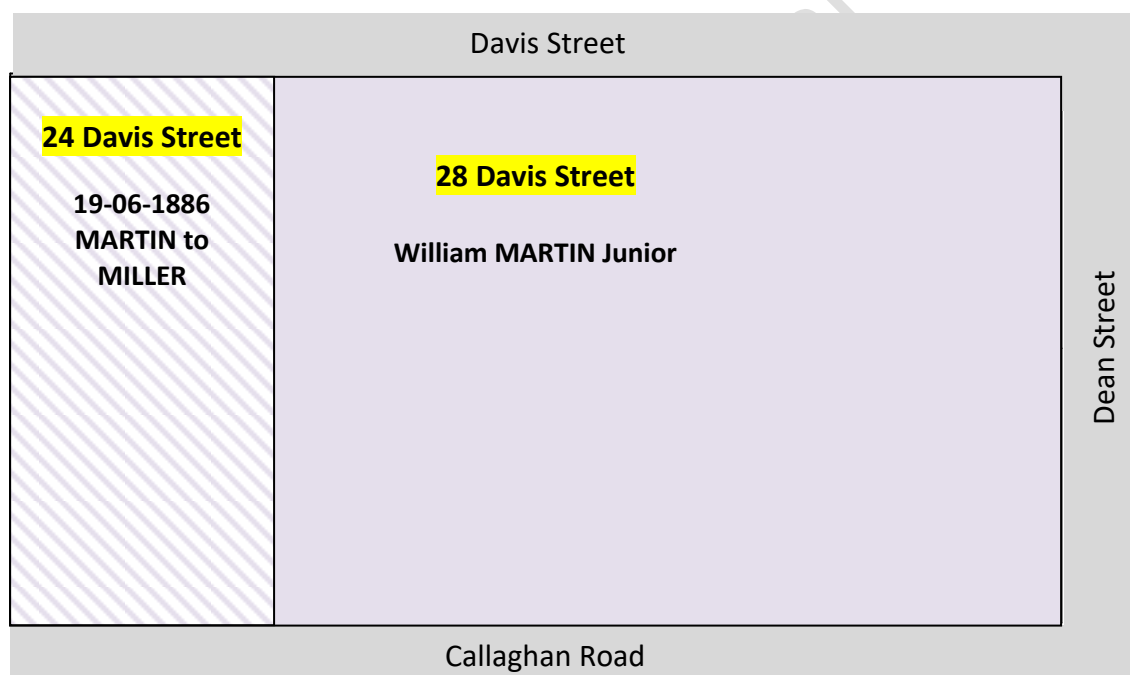 Davis Street
24 Davis Street
19-06-1886
MARTIN to
MILLER
28 Davis Street
William MARTIN Junior
Dean Street
Callaghan Road